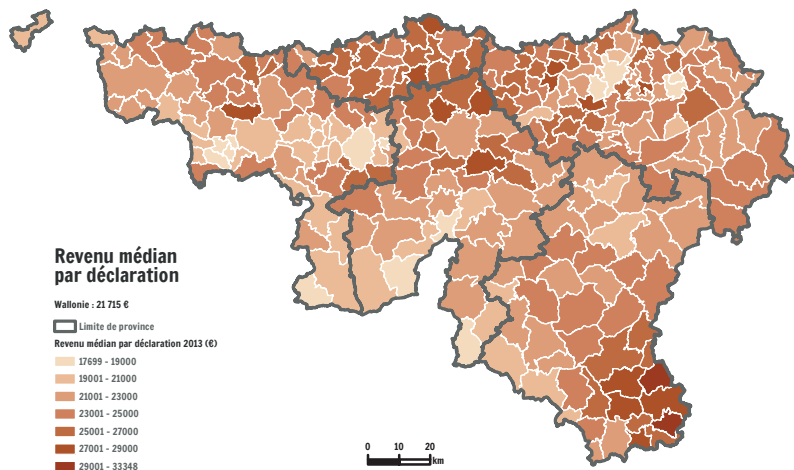 Revenu médian
par déclaration
Wallonie : 21 715 €
Limite de province
Revenu médian par déclaration 2013 (€)
17699 - 19000
19001 - 21000
21001 - 23000
23001 - 25000
25001 - 27000
27001 - 29000
29001 - 33348
0 10 20
km